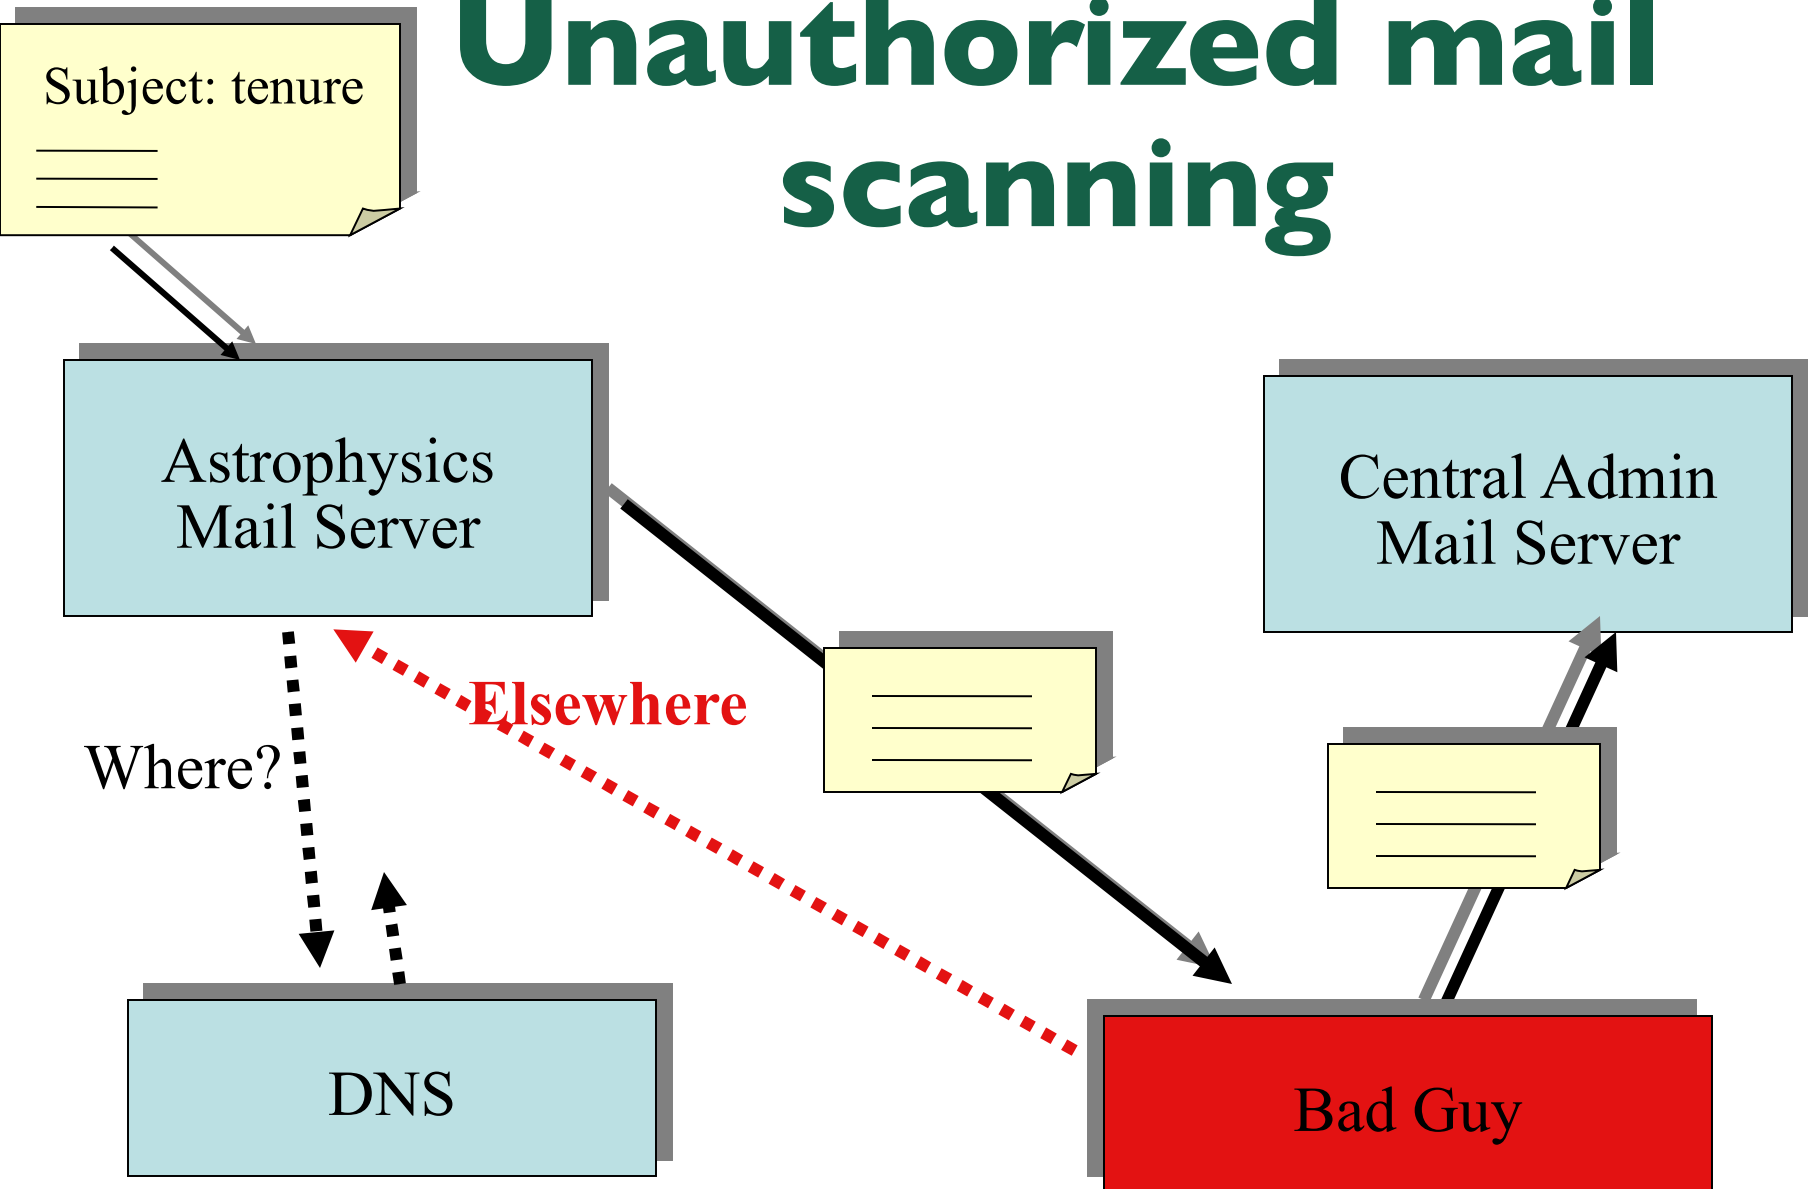 Unauthorized mail
scanning
Subject: tenure
Astrophysics
Mail Server
Central Admin
Mail Server
Elsewhere
Where?
DNS
Bad Guy